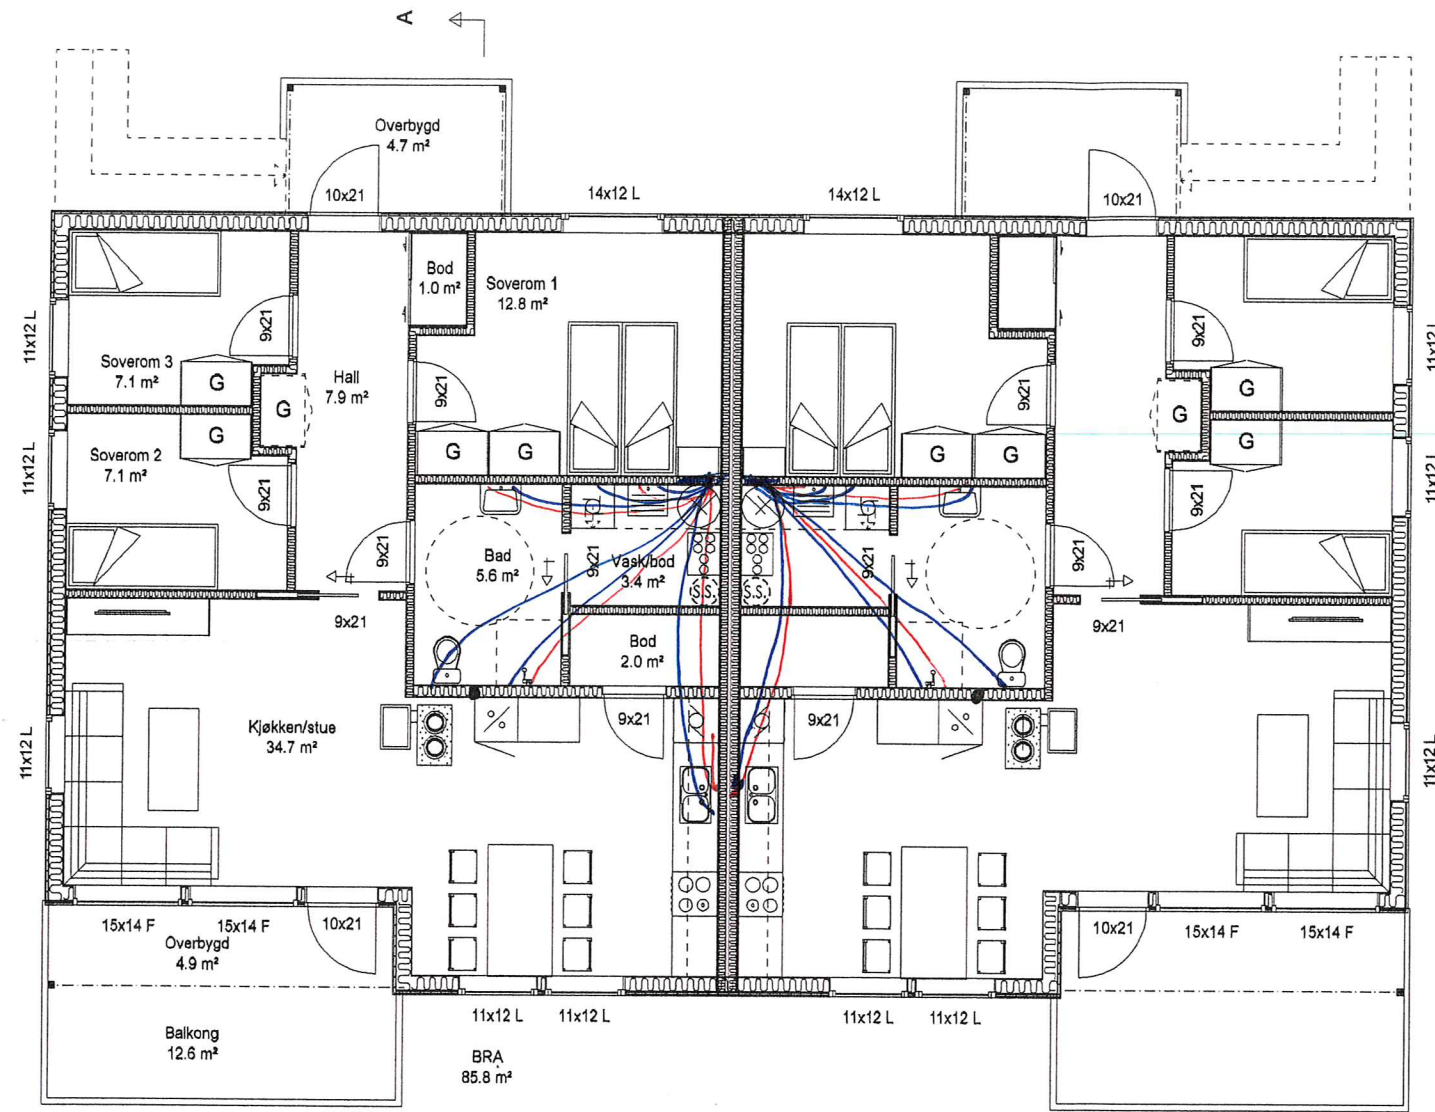 A
Overbygd
4.7 m²
10x21
14x12 L
14x12 L
10x21
Bod
1.0 m²
Soverom 1
12.8 m²
11x12 L
9x21
Soverom 3
7.1 m²
G
G
Hall
7.9 m²
9x21
9x21
9x21
G
G
11x12 L
11x12 L
Soverom 2
7.1 m²
G
9x21
G
G
G
G
G
9x21
11x12 L
9x21
Bad
5.6 m²
9x21
Vask/bod
3.4 m²
S.S.
S.S.
9x21
9x21
9x21
Bod
2.0 m²
9x21
Kjøkken/stue
34.7 m²
9x21
9x21
11x12 L
11x12 L
15x14 F
15x14 F
10x21
Overbygd
4.9 m²
10x21
15x14 F
15x14 F
11x12 L
11x12 L
11x12 L
11x12 L
Balkong
12.6 m²
BRA
85.8 m²